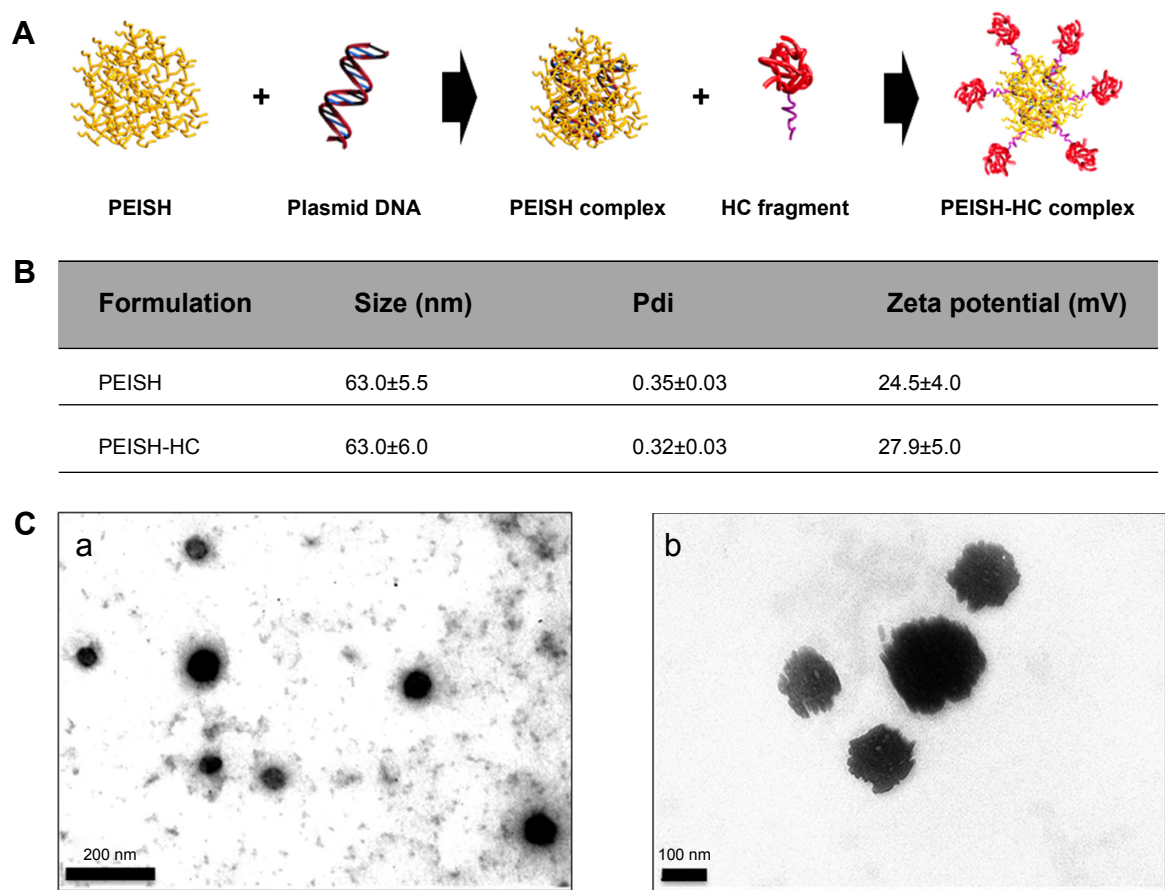 A
+ +
PEISH Plasmid DNA PEISH complex HC fragment PEISH-HC complex
B
Formulation Size (nm) Pdi Zeta potential (mV)
PEISH 63.0±5.5 0.35±0.03 24.5±4.0
PEISH-HC 63.0±6.0 0.32±0.03 27.9±5.0
C
a b
200 nm 100 nm